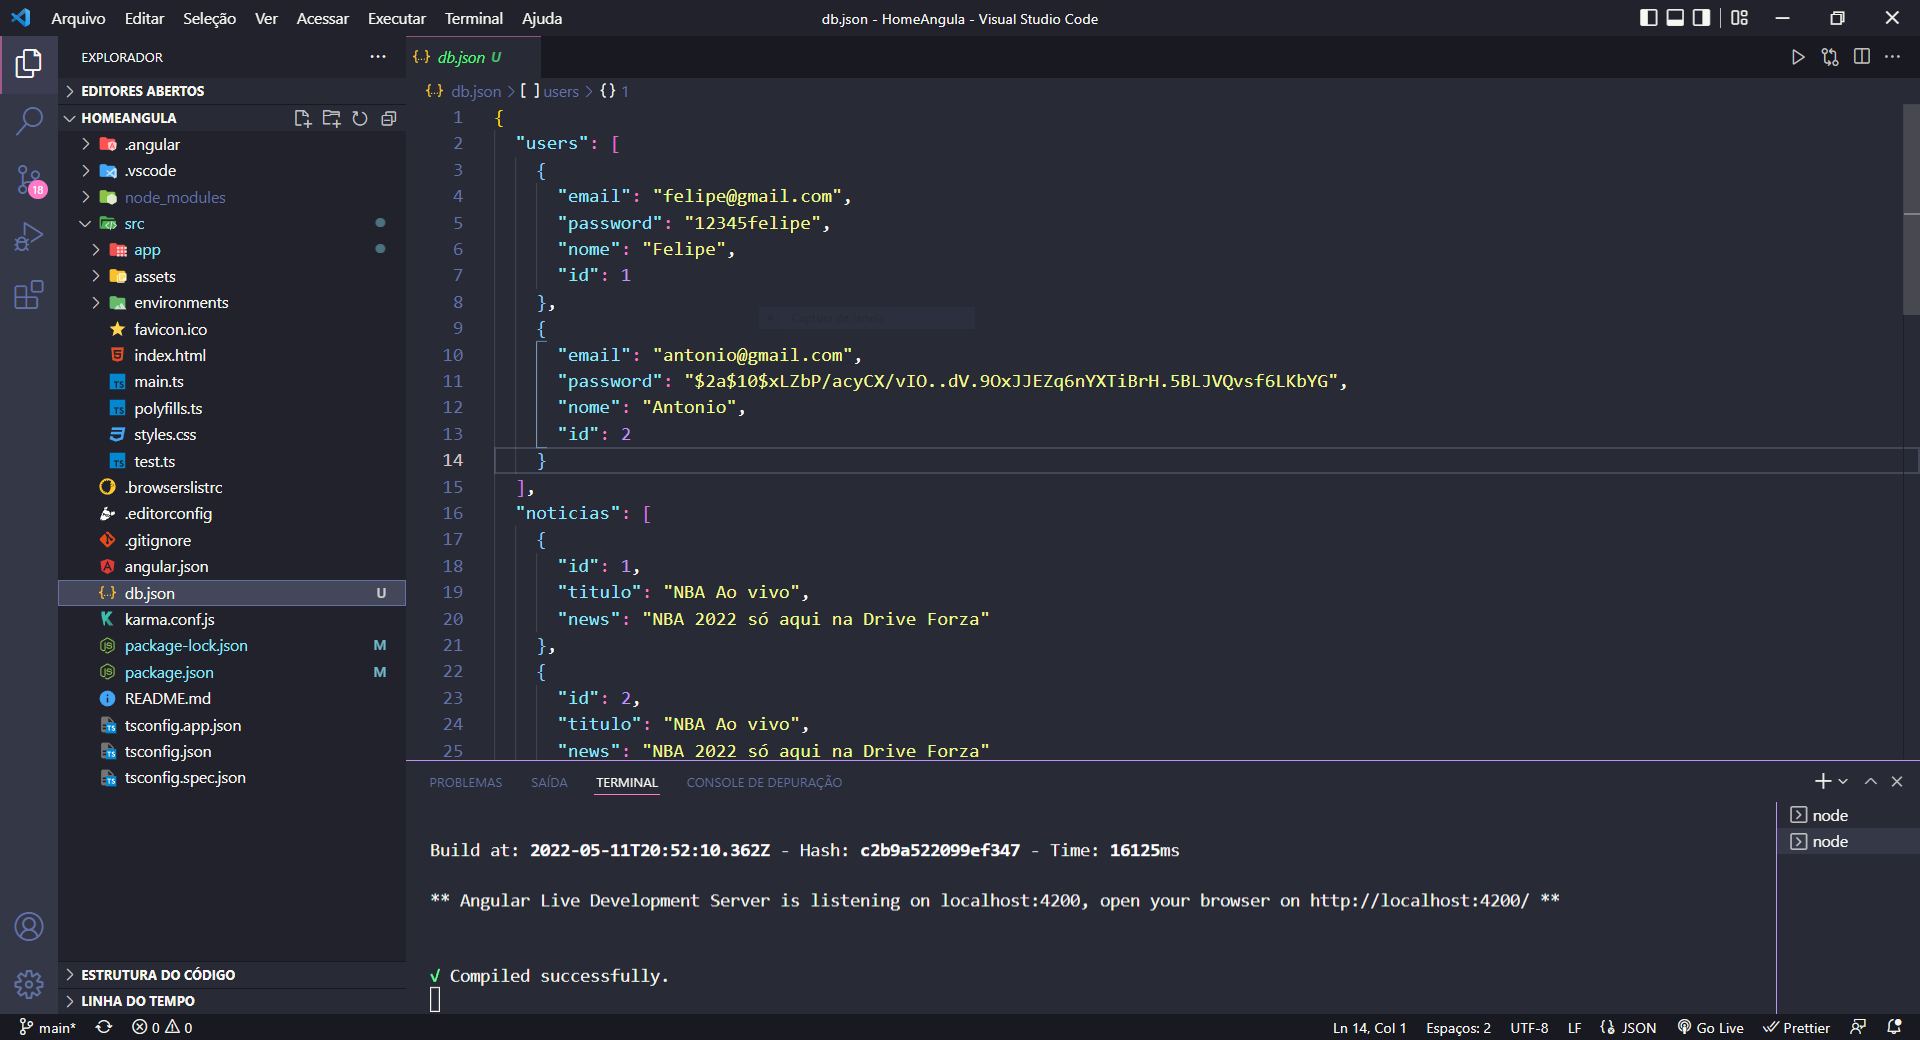 Arquivo Editar Seleção Ver Acessar Executar Terminal Ajuda
db.json - HomeAngula - Visual Studio Code
EXPLORADOR
EDITORES ABERTOS
HOMEANGULA
.angular
.vscode
node_modules
src
app
assets
environments
favicon.ico
index.html
main.ts
polyfills.ts
styles.css
test.ts
.browserslistrc
.editorconfig
.gitignore
angular.json
db.json U
karma.conf.js
package-lock.json M
package.json M
README.md
tsconfig.app.json
tsconfig.json
tsconfig.spec.json
ESTRUTURA DO CÓDIGO
LINHA DO TEMPO
18
{..} db.json U
{..} db.json > [ ] users > {} 1
1 {
2 "users": [
3 {
4 "email": "felipe@gmail.com",
5 "password": "12345felipe",
6 "nome": "Felipe",
7 "id": 1
8 },
9 {
10 "email": "antonio@gmail.com",
11 "password": "$2a$10$xLZbP/acyCX/vIO..dV.9OxJJEZq6nYXTiBrH.5BLJVQvsf6LKbYG",
12 "nome": "Antonio",
13 "id": 2
14 }
15 ],
16 "noticias": [
17 {
18 "id": 1,
19 "titulo": "NBA Ao vivo",
20 "news": "NBA 2022 só aqui na Drive Forza"
21 },
22 {
23 "id": 2,
24 "titulo": "NBA Ao vivo",
25 "news": "NBA 2022 só aqui na Drive Forza"
PROBLEMAS SAÍDA TERMINAL CONSOLE DE DEPURAÇÃO
Build at: 2022-05-11T20:52:10.362Z - Hash: c2b9a522099ef347 - Time: 16125ms
** Angular Live Development Server is listening on localhost:4200, open your browser on http://localhost:4200/ **
√ Compiled successfully.
node
node
main* 0 0
Ln 14, Col 1 Espaços: 2 UTF-8 LF JSON Go Live Prettier